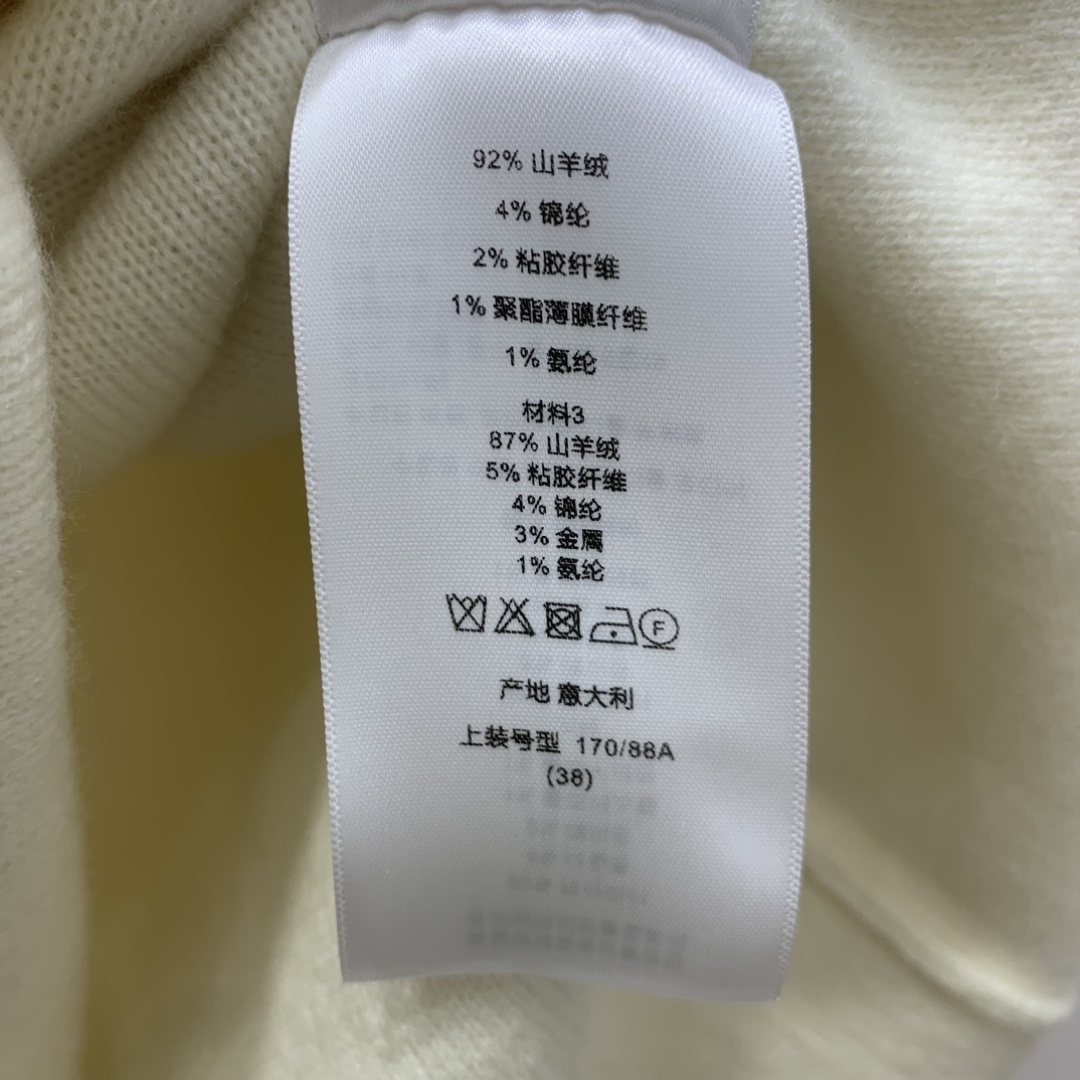 92% 山羊绒
4% 锦纶
2% 粘胶纤维
1% 聚酯薄膜纤维
1% 氨纶
材料3
87% 山羊绒
5% 粘胶纤维
4% 锦纶
3% 金属
1% 氨纶
F
产地 意大利
上装号型 170/88A
(38)